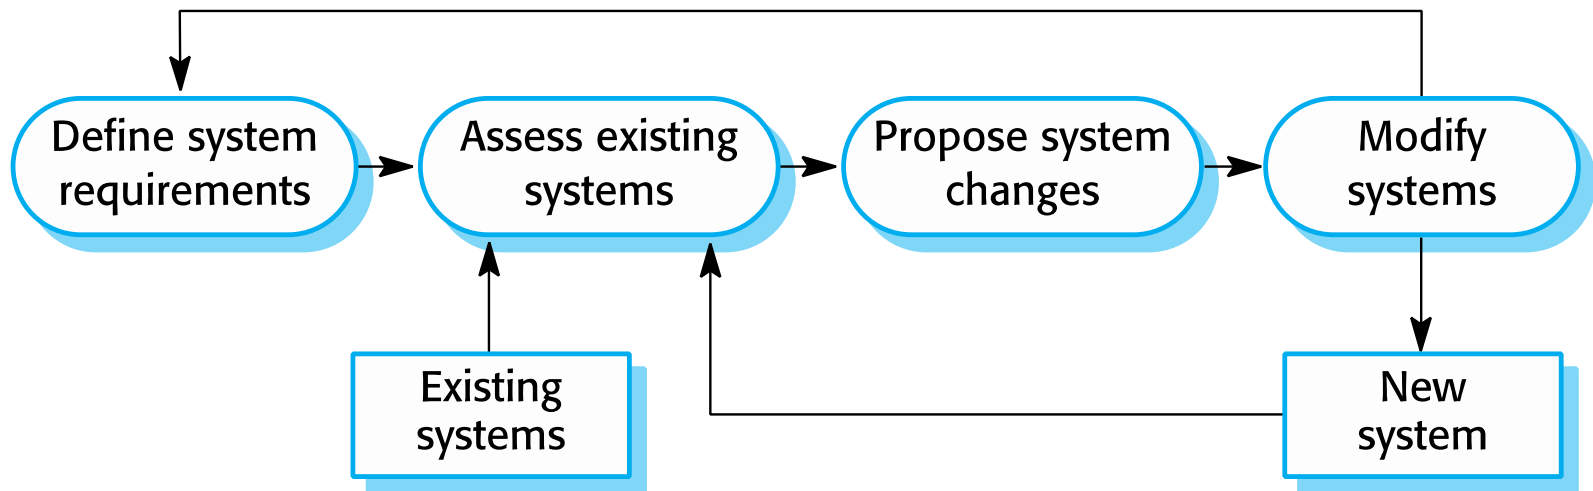 Define system
requirements
Assess existing
systems
Propose system
changes
Modify
systems
Existing
systems
New
system